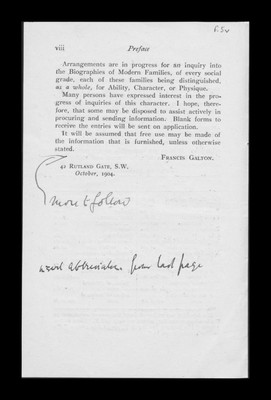 viii Preface
Arrangements are in progress for an inquiry into
the Biographies of Modern Families, of every social
grade, each of these families being distinguished,
as a whole, for Ability, Character, or Physique.
Many persons have expressed interest in the pro-
gress of inquiries of this character. I hope, there-
fore, that some may be disposed to assist actively in
procuring and sending information. Blank forms to
receive the entries will be sent on application.
It will be assumed that free use may be made of
the information that is furnished, unless otherwise
stated.
FRANCIS GALTON.
42 RUTLAND GATE, S.W.
October, 1904.
more to follow
insert abbreviation from last page